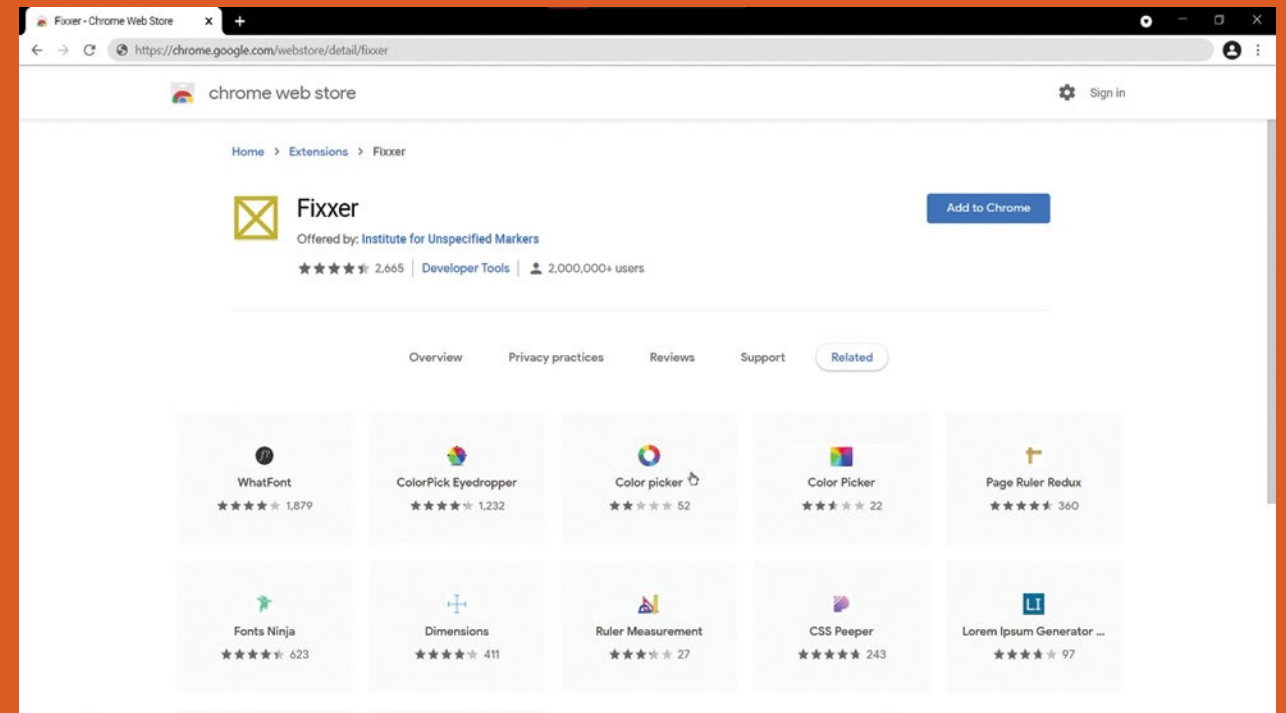 Fixxer - Chrome Web Store
https://chrome.google.com/webstore/detail/fixxer
chrome web store
Sign in
Home > Extensions > Fixxer
Fixxer
Add to Chrome
Offered by: Institute for Unspecified Markers
2,665 | Developer Tools | 2,000,000+ users
Overview Privacy practices Reviews Support Related
f?
WhatFont ColorPick Eyedropper Color picker Color Picker Page Ruler Redux
1,879 1,232 52 22 360
LI
Fonts Ninja Dimensions Ruler Measurement CSS Peeper Lorem Ipsum Generator ...
623 411 27 243 97